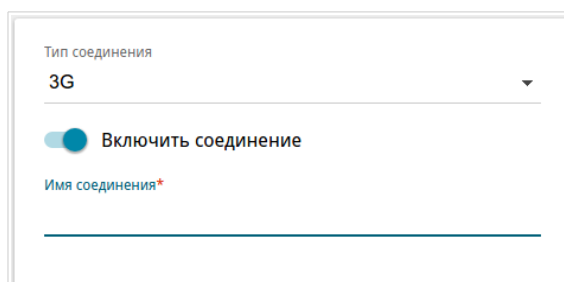 Тип соединения
3G
Включить соединение
Имя соединения*